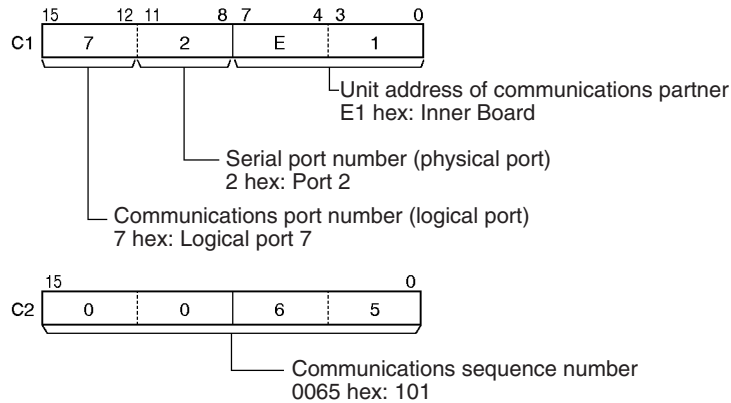 15 12 11 8 7 4 3 0
C1 7 2 E 1
Unit address of communications partner
E1 hex: Inner Board
Serial port number (physical port)
2 hex: Port 2
Communications port number (logical port)
7 hex: Logical port 7
15 0
C2 0 0 6 5
Communications sequence number
0065 hex: 101